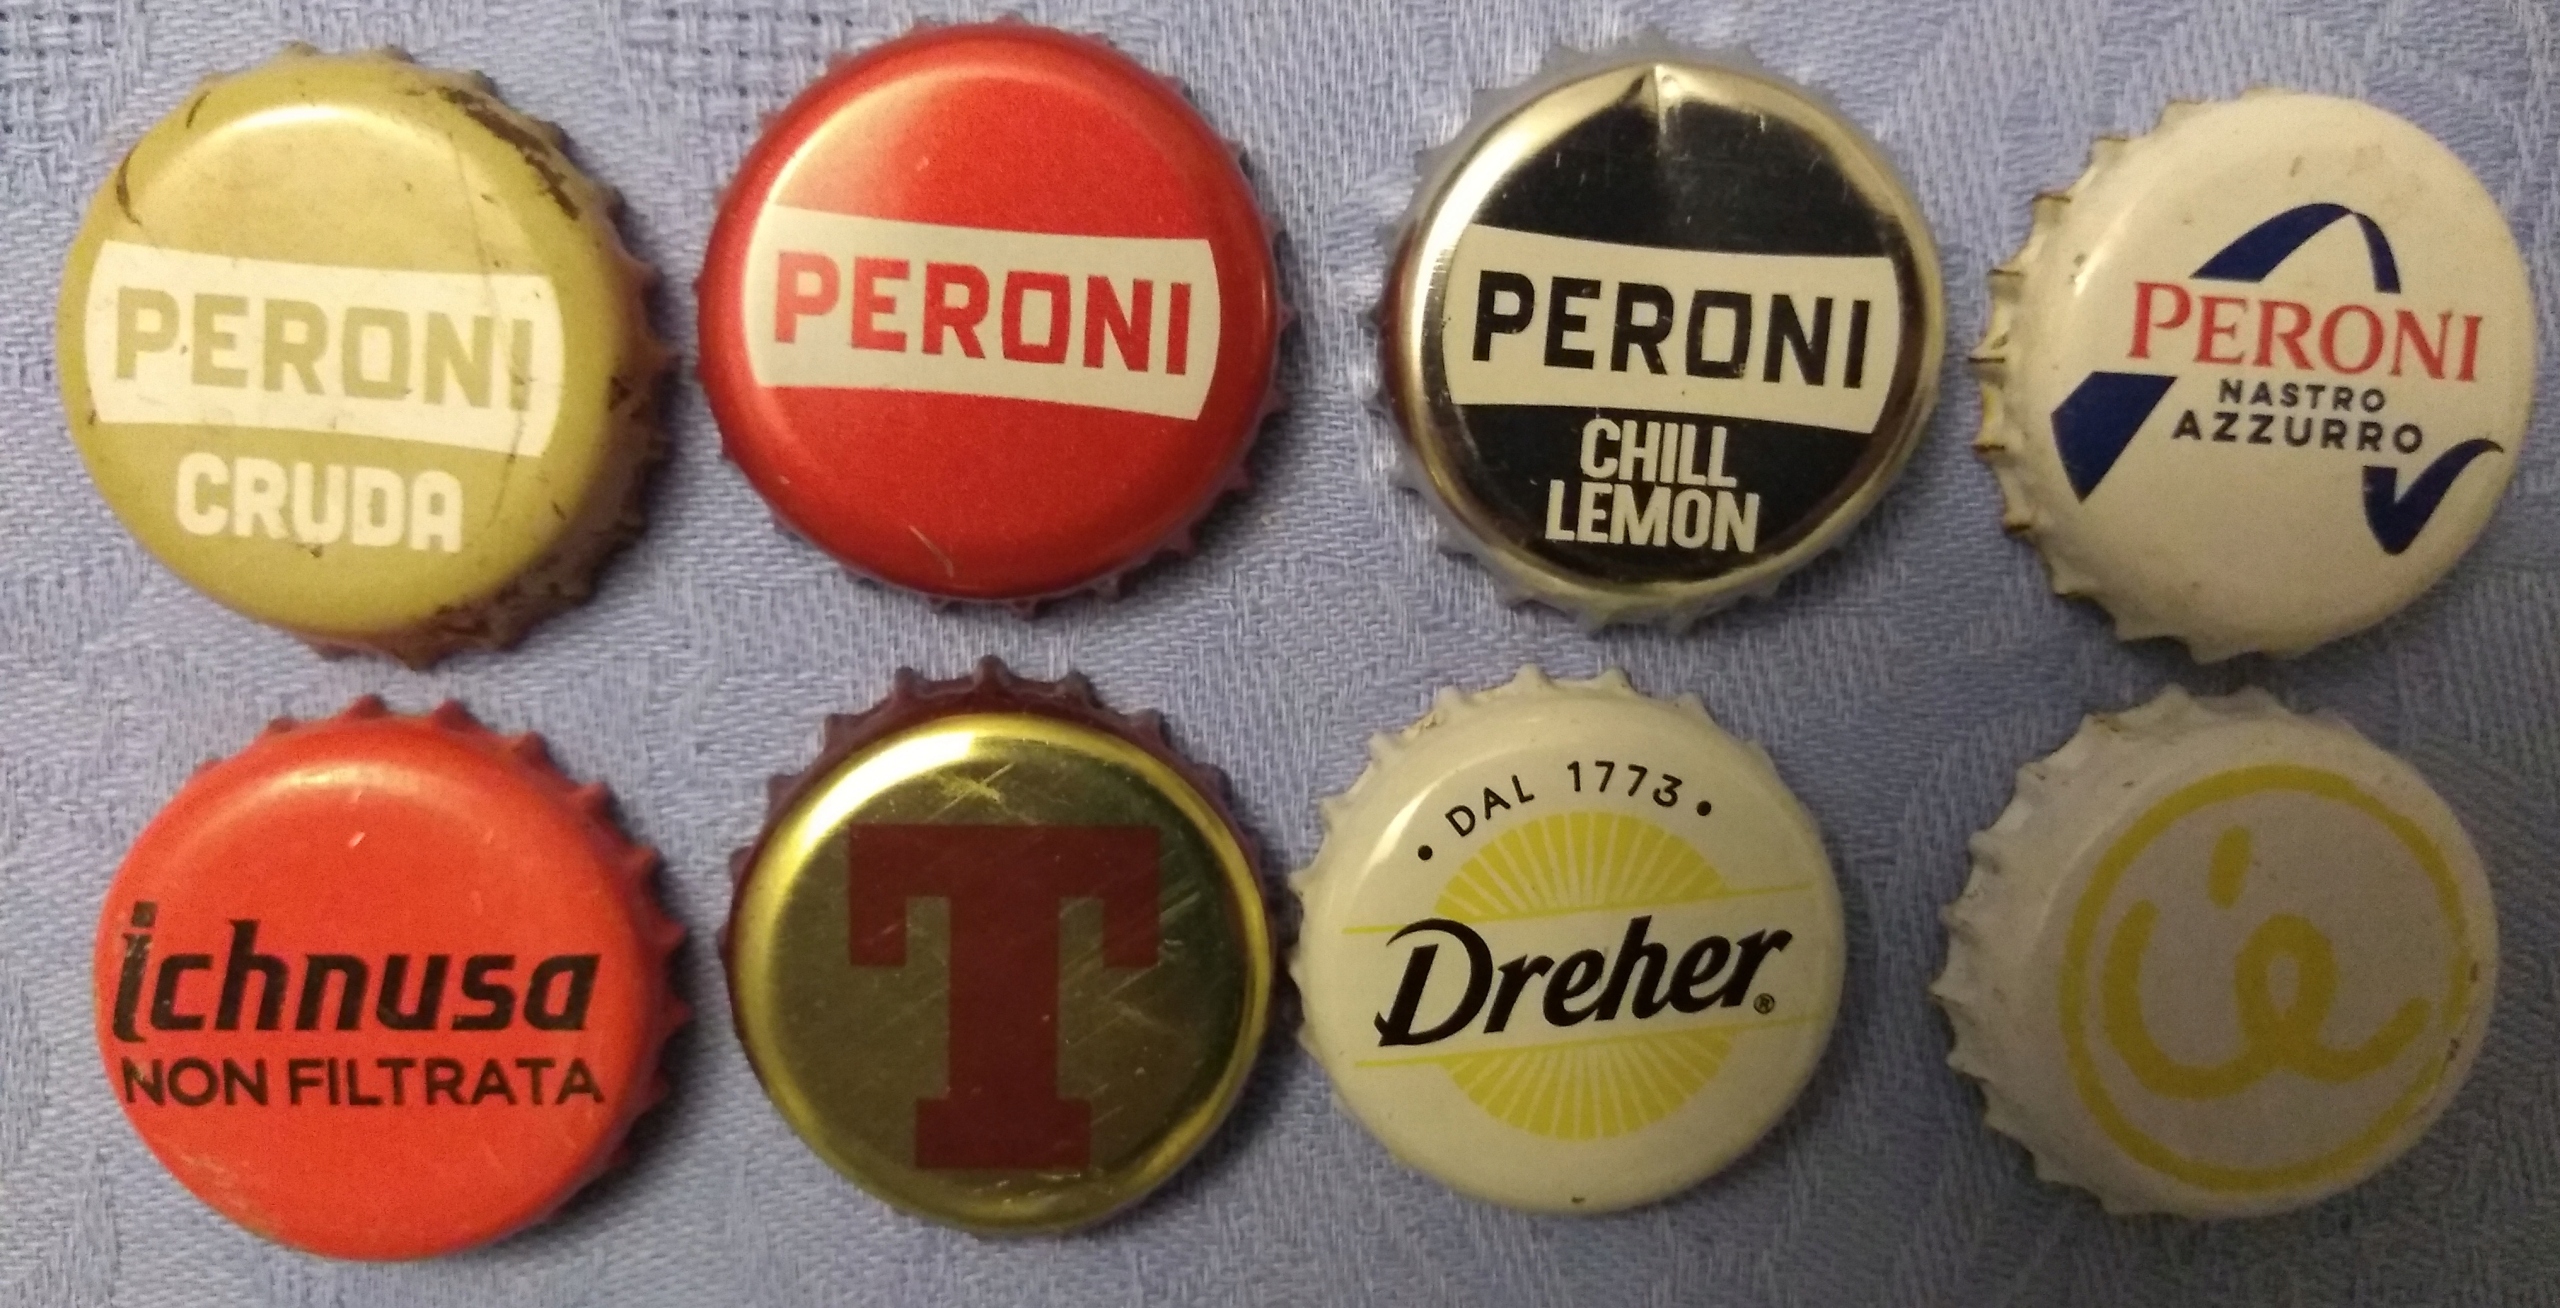 PERONI
CRUDA
PERONI
PERONI
CHILL
LEMON
PERONI
NASTRO
AZZURRO
ichnusa
NON FILTRATA
T
• DAL 1773 •
Dreher®